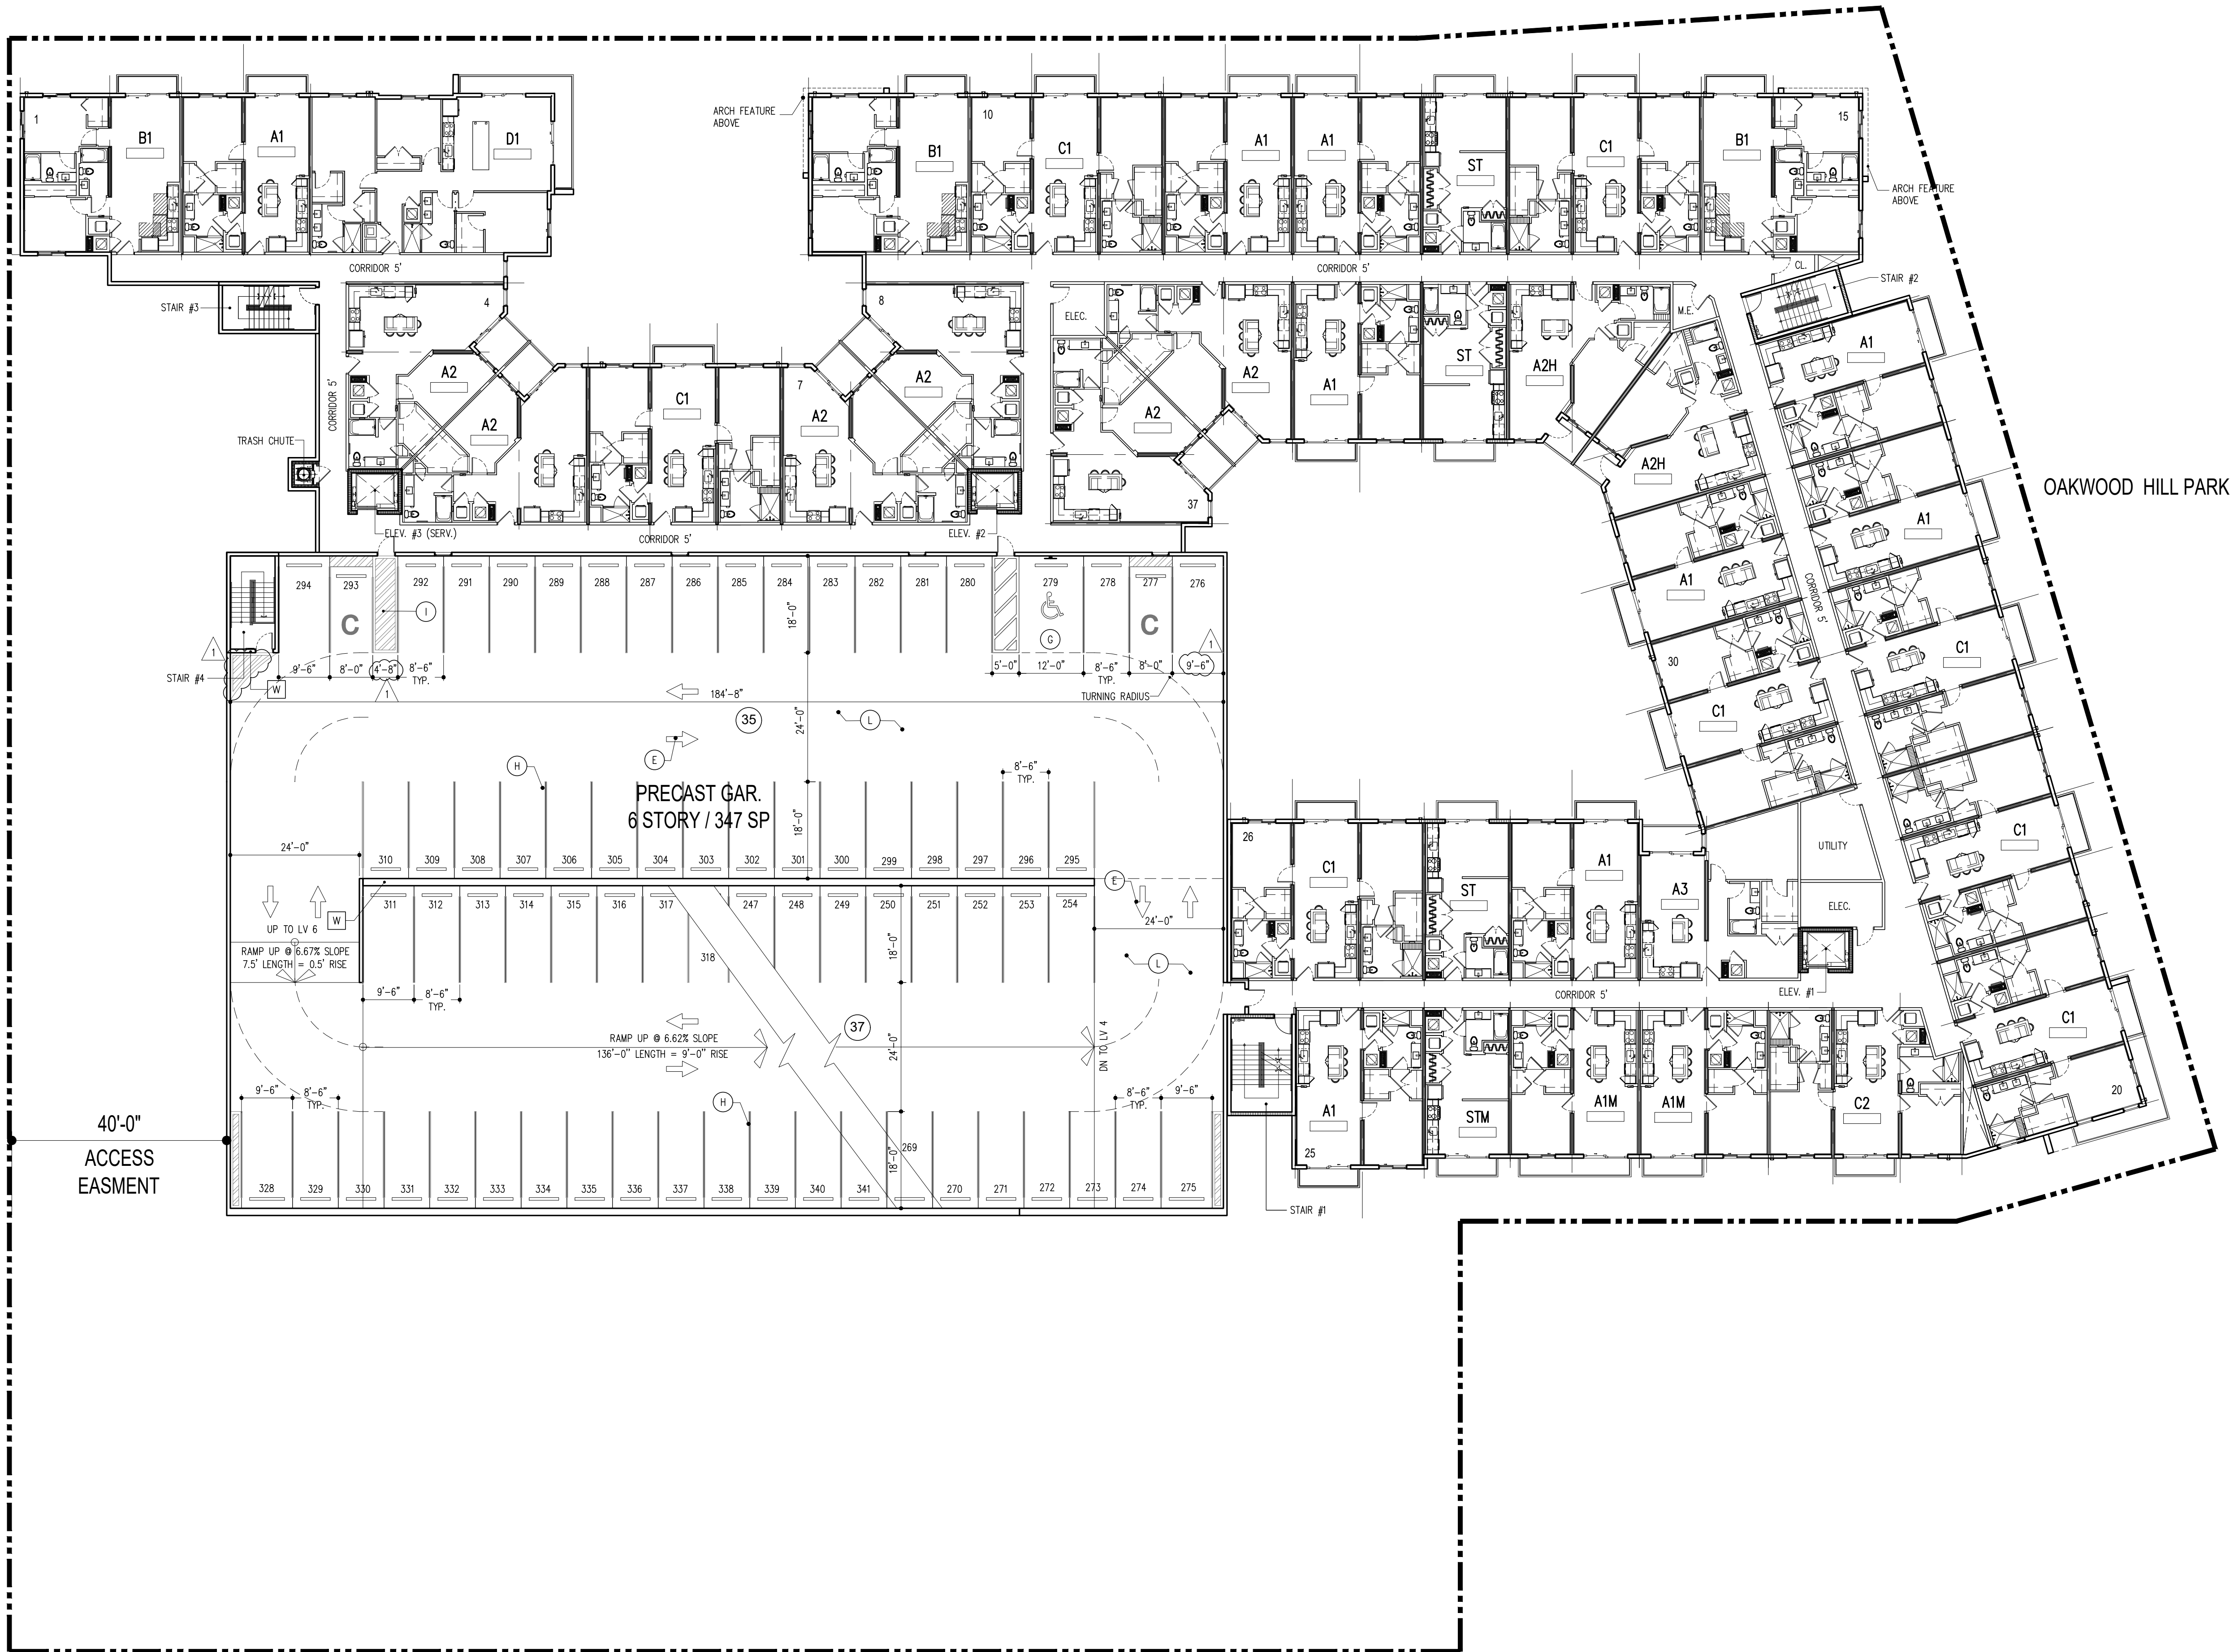 ARCH FEATURE
ABOVE
1
B1
A1
D1
B1
10
C1
A1
A1
ST
C1
B1
15
ARCH FEATURE
ABOVE
CORRIDOR 5'
CORRIDOR 5'
CL.
STAIR #2
STAIR #3
4
8
ELEC.
M.E.
A2
A2
C1
7
A2
A2
A2
A2
A1
ST
A2H
A1
CORRIDOR 5'
TRASH CHUTE
A2H
37
OAKWOOD HILL PARK
ELEV. #3 (SERV.)
CORRIDOR 5'
ELEV. #2
A1
A1
CORRIDOR 5'
294
293
292
291
290
289
288
287
286
285
284
283
282
281
280
279
278
277
276
C
I
18'-0"
G
C
1
1
9'-6"
8'-0"
4'-8"
8'-6"
TYP.
5'-0"
12'-0"
8'-6"
TYP.
8'-0"
9'-6"
STAIR #4
W
1
184'-8"
TURNING RADIUS
30
C1
C1
35
L
24'-0"
E
H
8'-6"
TYP.
PRECAST GAR.
6 STORY / 347 SP
18'-0"
24'-0"
310
309
308
307
306
305
304
303
302
301
300
299
298
297
296
295
26
C1
ST
A1
A3
UTILITY
ELEC.
C1
E
W
311
312
313
314
315
316
317
247
248
249
250
251
252
253
254
24'-0"
UP TO LV 6
RAMP UP @ 6.67% SLOPE
7.5' LENGTH = 0.5' RISE
318
18'-0"
L
9'-6"
8'-6"
TYP.
CORRIDOR 5'
ELEV. #1
C1
RAMP UP @ 6.62% SLOPE
136'-0" LENGTH = 9'-0" RISE
37
24'-0"
DN TO LV 4
9'-6"
8'-6"
TYP.
H
8'-6"
TYP.
9'-6"
A1
25
STM
A1M
A1M
C2
20
40'-0"
ACCESS
EASMENT
269
18'-0"
328
329
330
331
332
333
334
335
336
337
338
339
340
341
270
271
272
273
274
275
STAIR #1